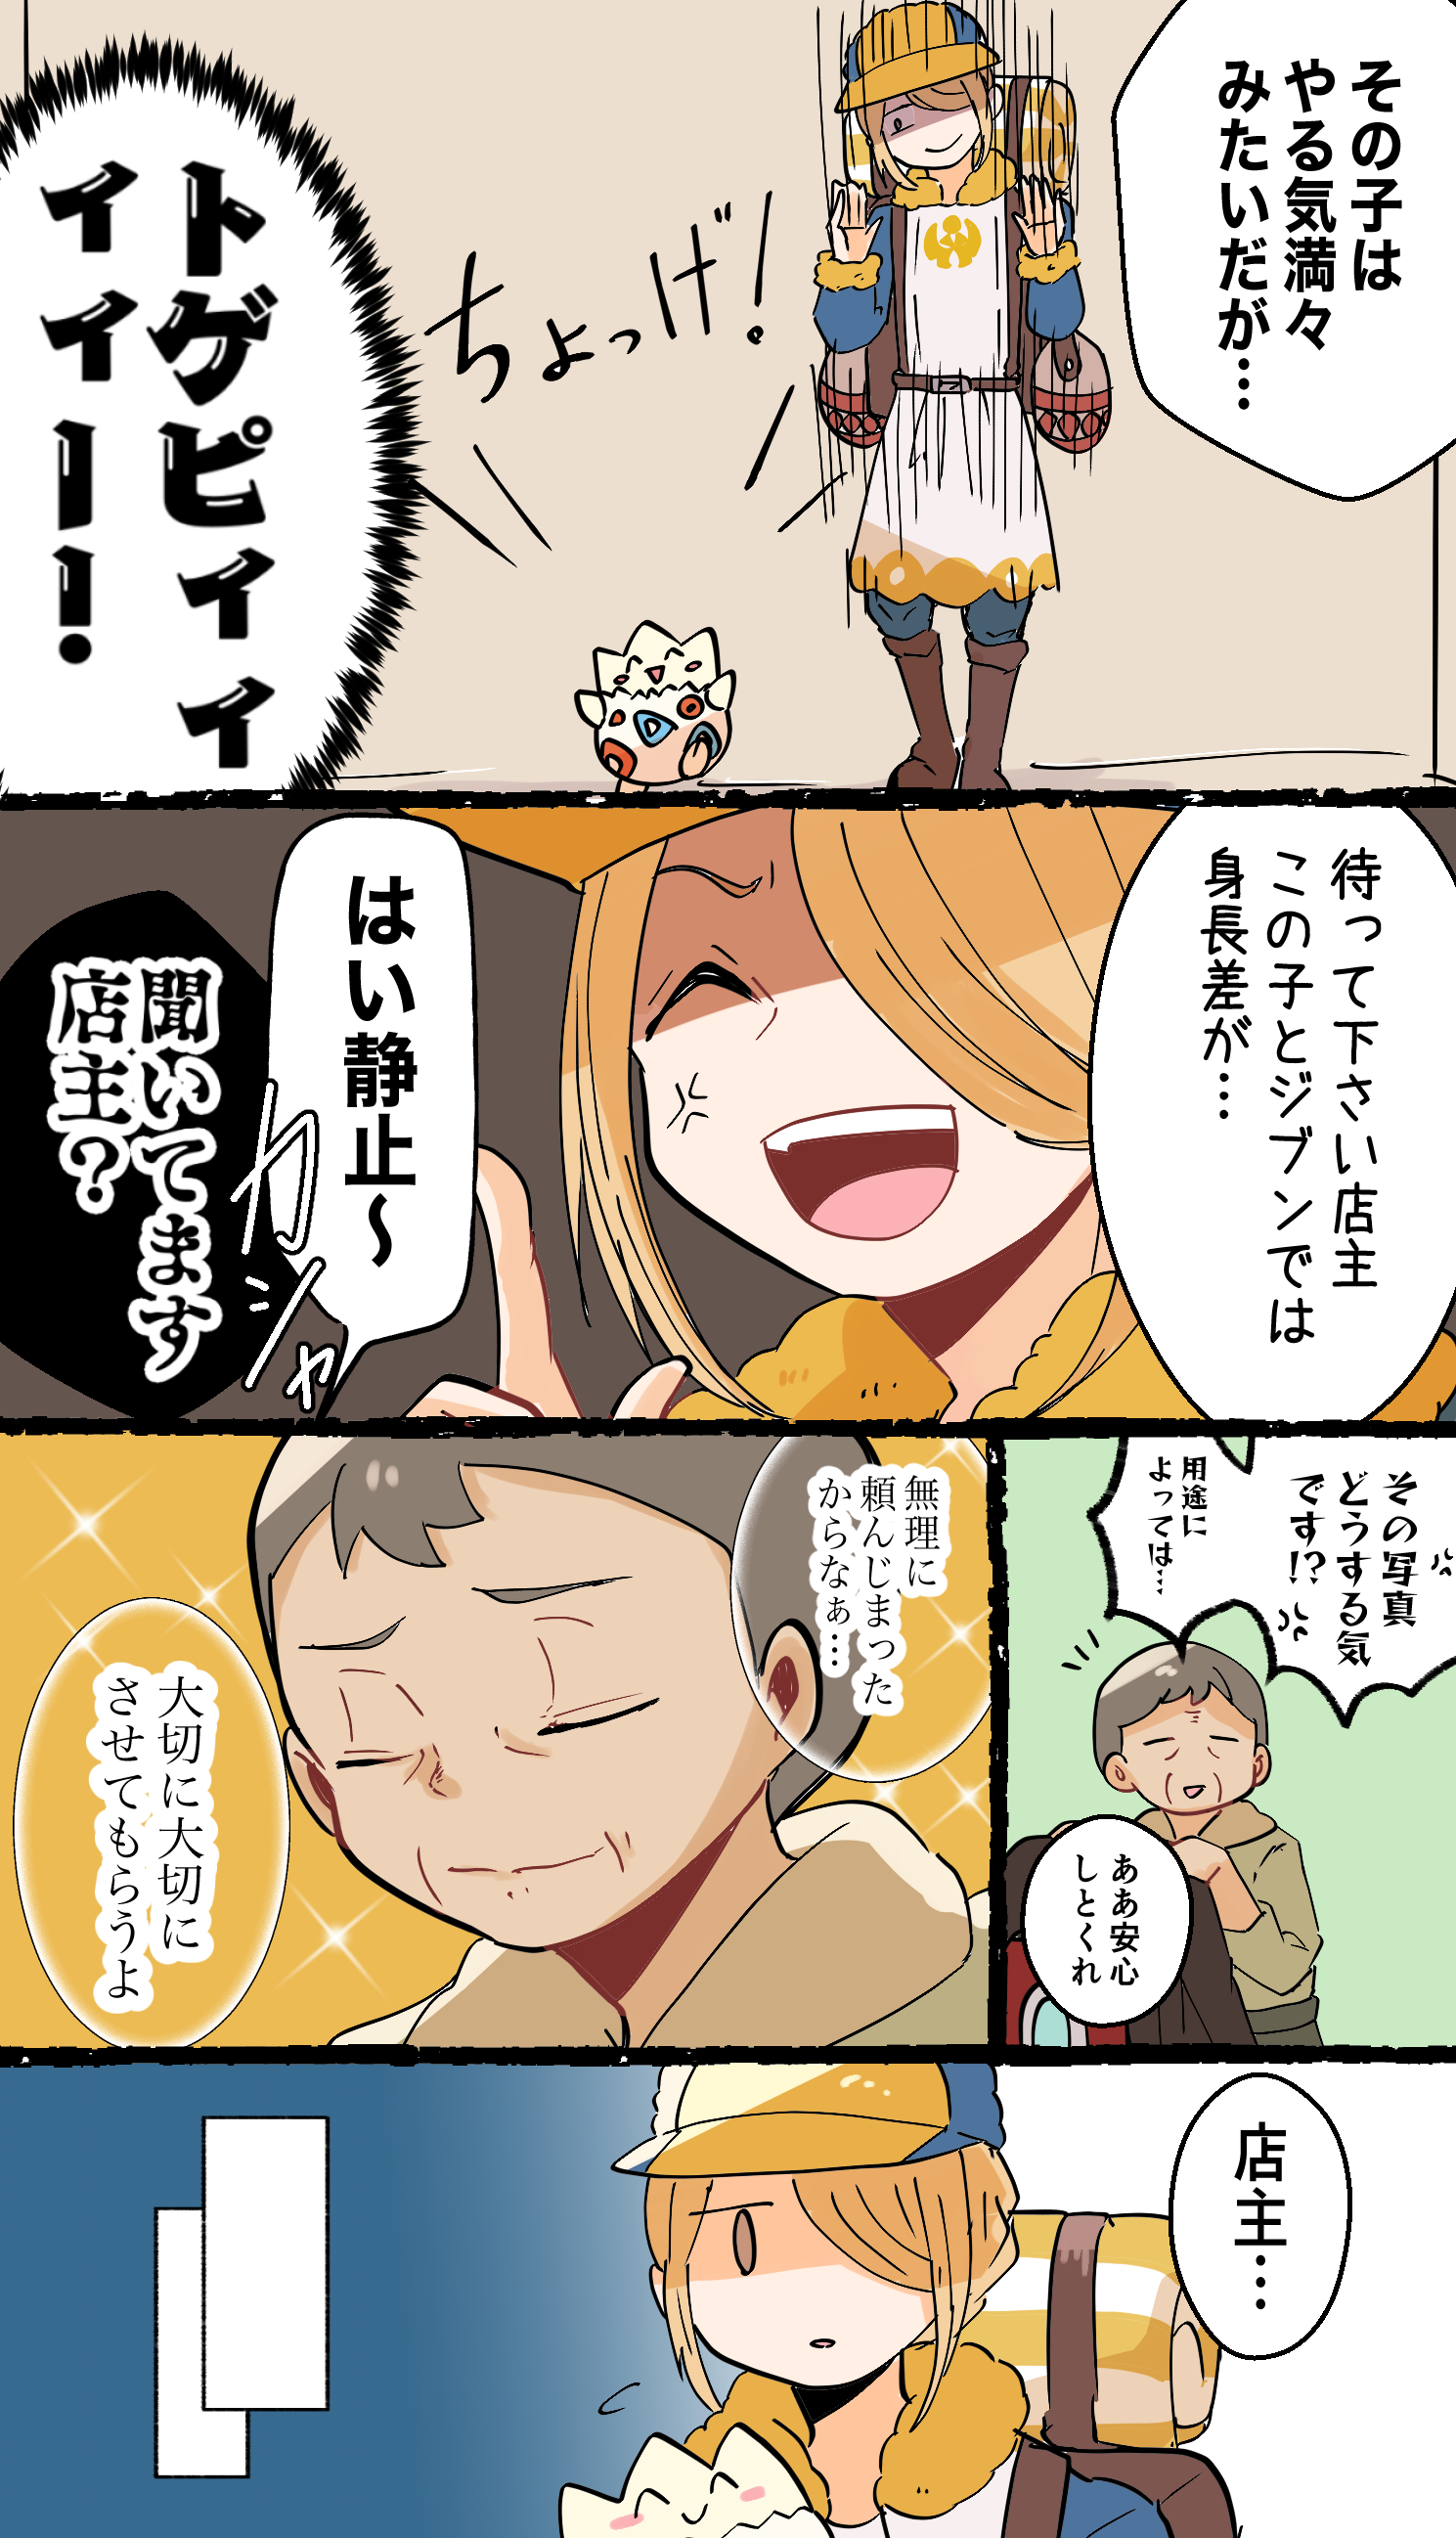 その子は
やる気満々
みたいだが…
ちょっげ!
トゲピィィ
ィィー!
待って下さい店主
この子とジブンでは
身長差が…
はい静止〜
聞いてます
店主?
カシャ
その写真
どうする気
です!?
用途に
よっては…
ああ安心
しとくれ
無理に
頼んじまった
からなぁ…
大切に大切に
させてもらうよ
店主…